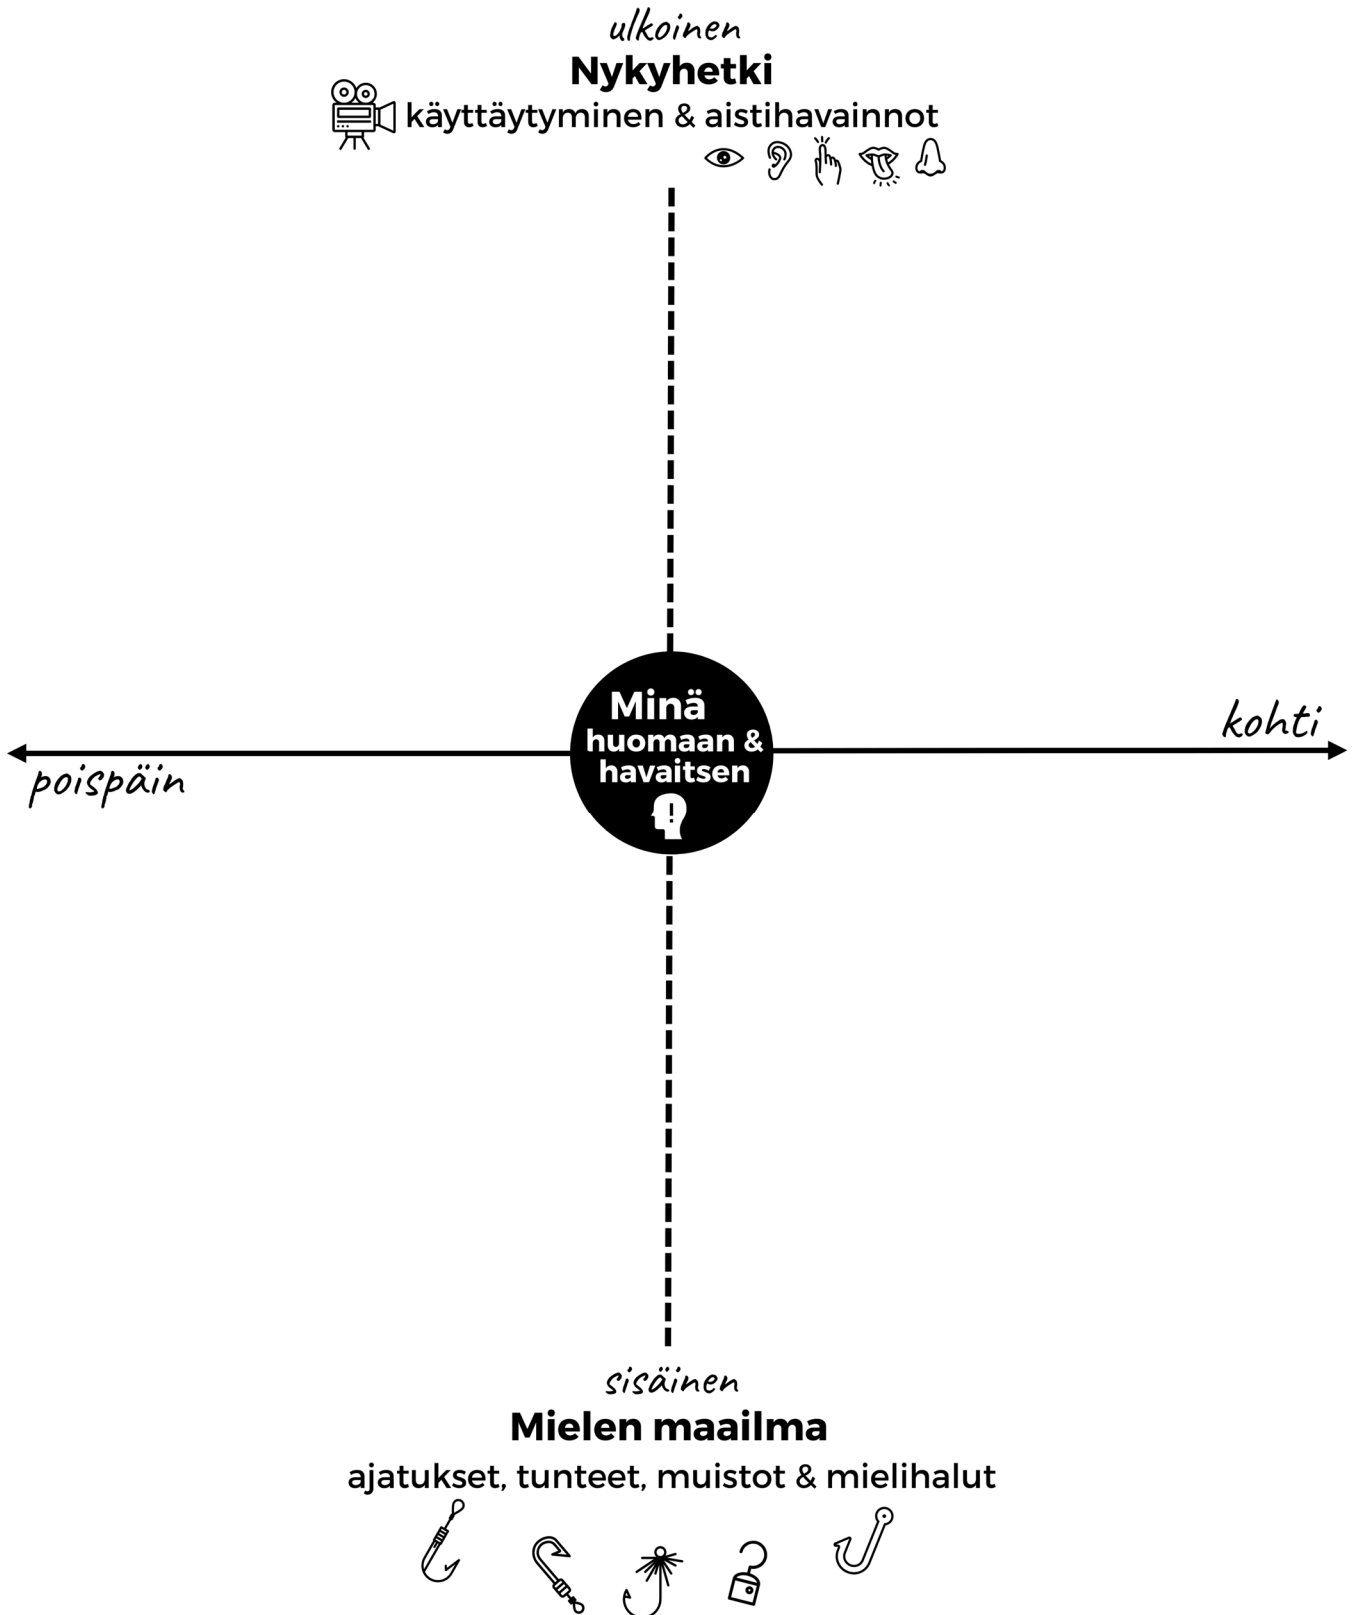 ulkoinen
Nykyhetki
käyttäytyminen & aistihavainnot
Minä
huomaan &
havaitsen
!
kohti
poispäin
sisäinen
Mielen maailma
ajatukset, tunteet, muistot & mielihalut